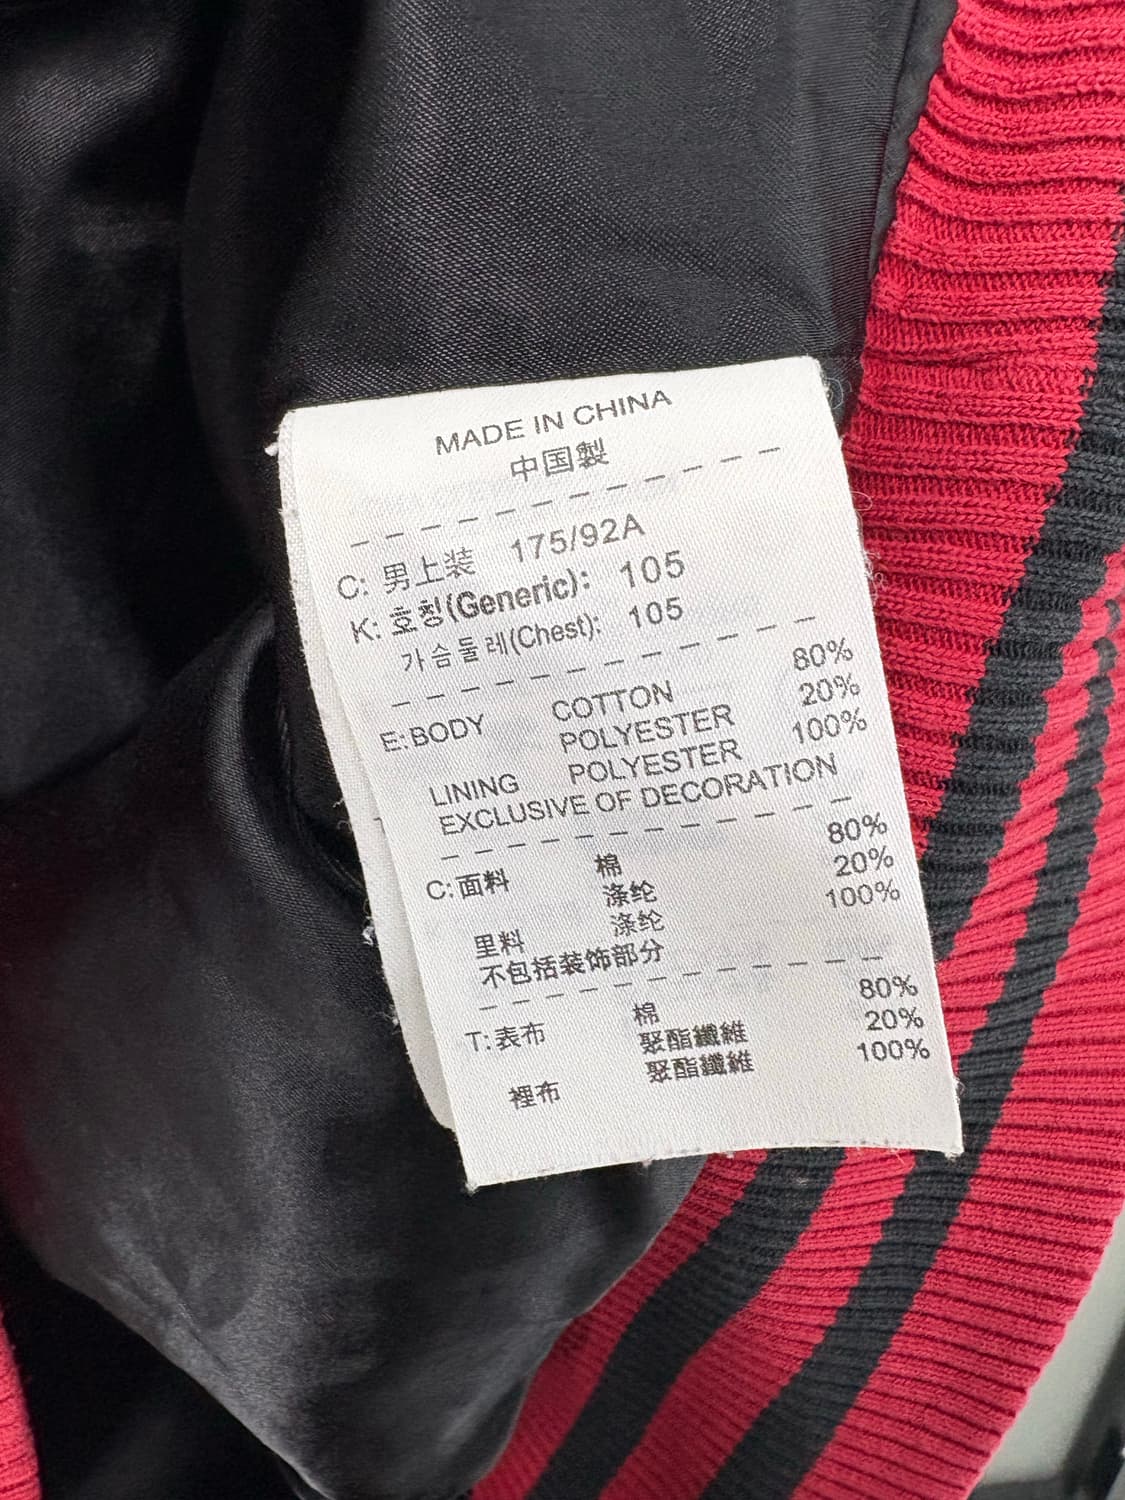 MADE IN CHINA
中国製
C: 男上装 175/92A
K: 호칭(Generic): 105
가슴둘레(Chest): 105
E: BODY COTTON 80%
POLYESTER 20%
LINING POLYESTER 100%
EXCLUSIVE OF DECORATION
C: 面料 棉 80%
涤纶 20%
里料 涤纶 100%
不包括装饰部分
T: 表布 棉 80%
聚酯纖維 20%
裡布 聚酯纖維 100%